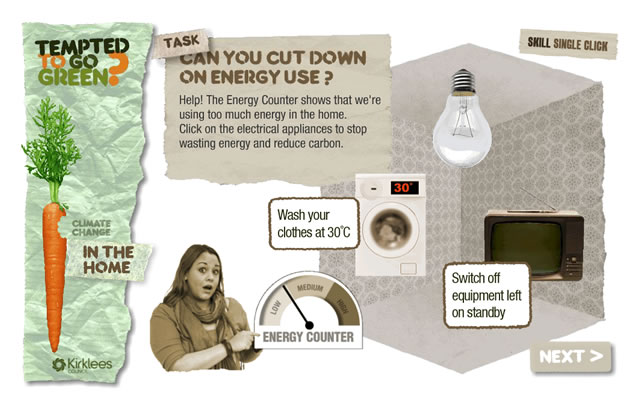 TEMPTED
TO GO
GREEN?
TASK
CAN YOU CUT DOWN
ON ENERGY USE ?
Help! The Energy Counter shows that we're
using too much energy in the home.
Click on the electrical appliances to stop
wasting energy and reduce carbon.
SKILL SINGLE CLICK
CLIMATE
CHANGE
IN THE
HOME
30°
Wash your
clothes at 30°C
Switch off
equipment left
on standby
LOW MEDIUM HIGH
ENERGY COUNTER
Kirklees
COUNCIL
NEXT >